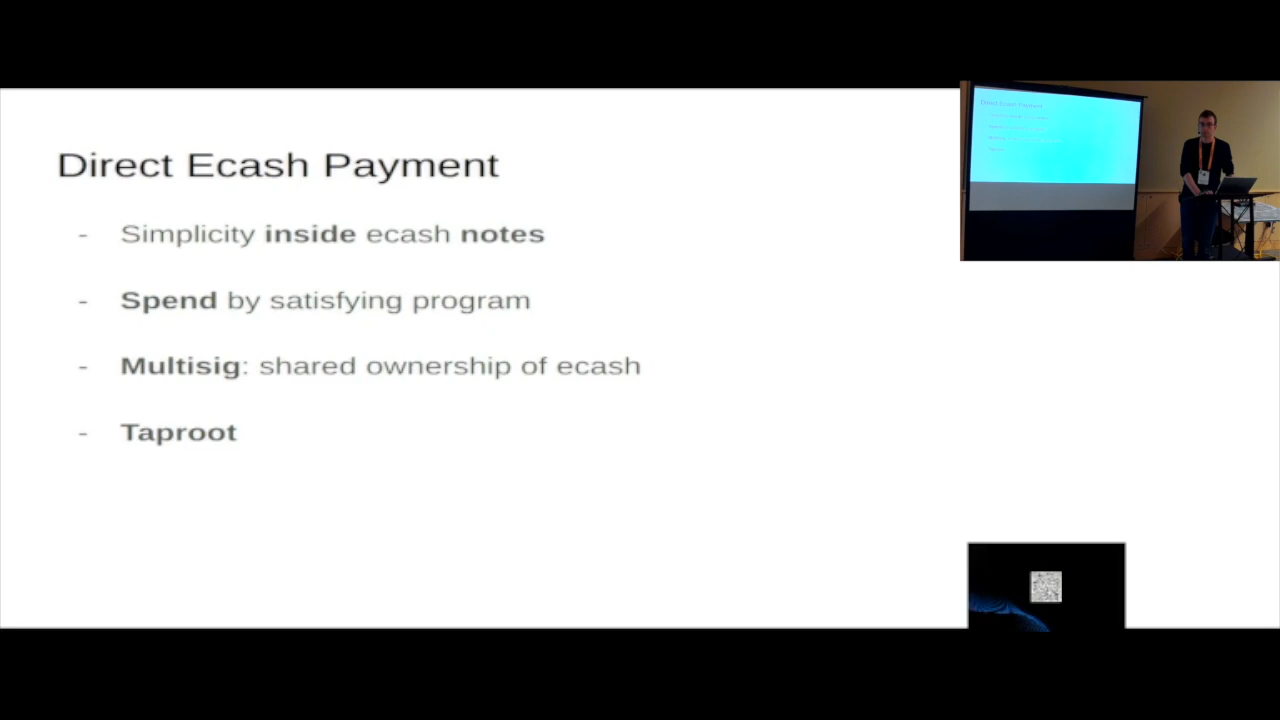 Direct Ecash Payment
- Simplicity inside ecash notes
- Spend by satisfying program
- Multisig: shared ownership of ecash
- Taproot